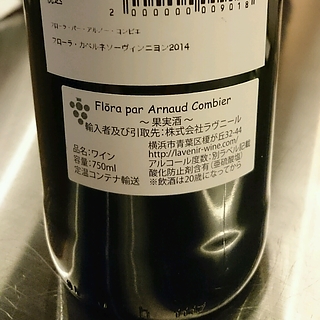 2 000000 009018
フローラ・パー・アルノー・コンビエ
フローラ・カベルネソーヴィニヨン2014
Flōra par Arnaud Combier
～果実酒～
輸入者及び引取先：株式会社ラヴニール
横浜市青葉区榎が丘32-44
品名：ワイン http://lavenir-wine.com/
容量：750ml アルコール度数：別ラベル記載
定温コンテナ輸送 酸化防止剤含有（亜硫酸塩）
※飲酒は20歳になってから